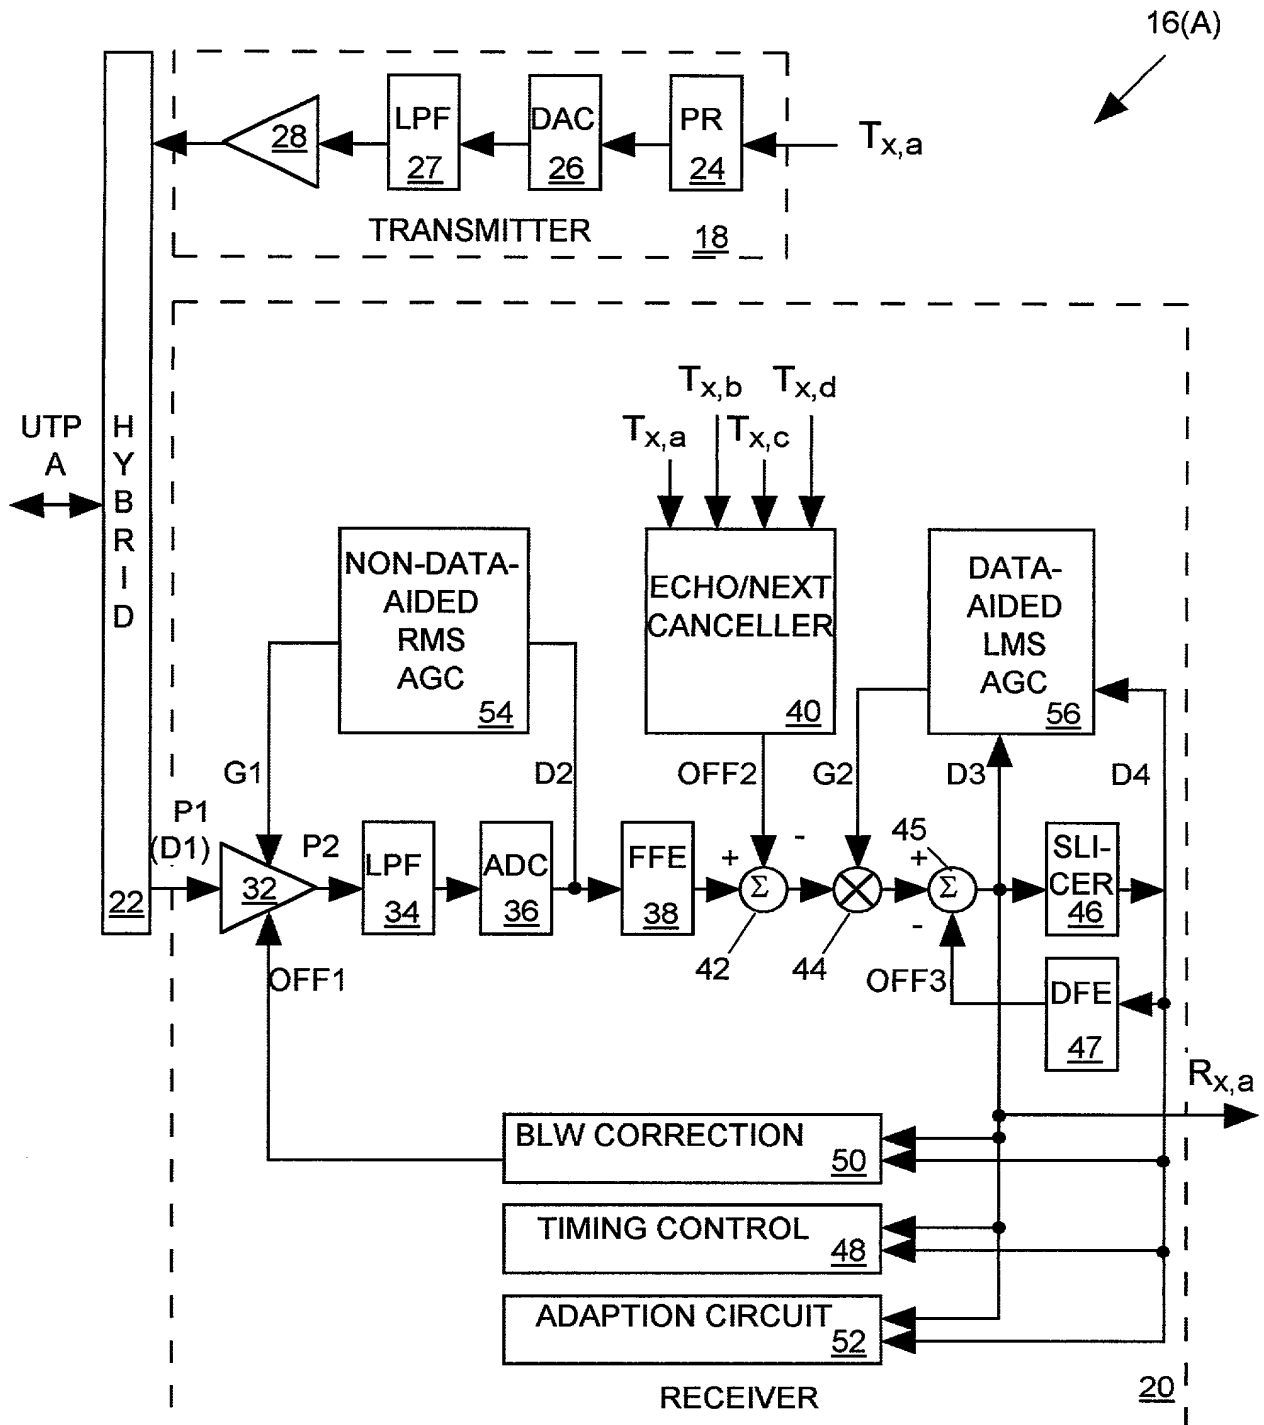 16(A)
28
LPF
27
DAC
26
PR
24
Tx,a
TRANSMITTER
18
UTP
A
HYBRID
22
Tx,b
Tx,d
Tx,a
Tx,c
NON-DATA-
AIDED
RMS
AGC
54
ECHO/NEXT
CANCELLER
40
DATA-
AIDED
LMS
AGC
56
G1
D2
OFF2
G2
D3
D4
P1
(D1)
32
P2
LPF
34
ADC
36
FFE
38
+
Σ
-
42
44
45
+
Σ
-
SLI-
CER
46
OFF1
OFF3
DFE
47
Rx,a
BLW CORRECTION
50
TIMING CONTROL
48
ADAPTION CIRCUIT
52
RECEIVER
20